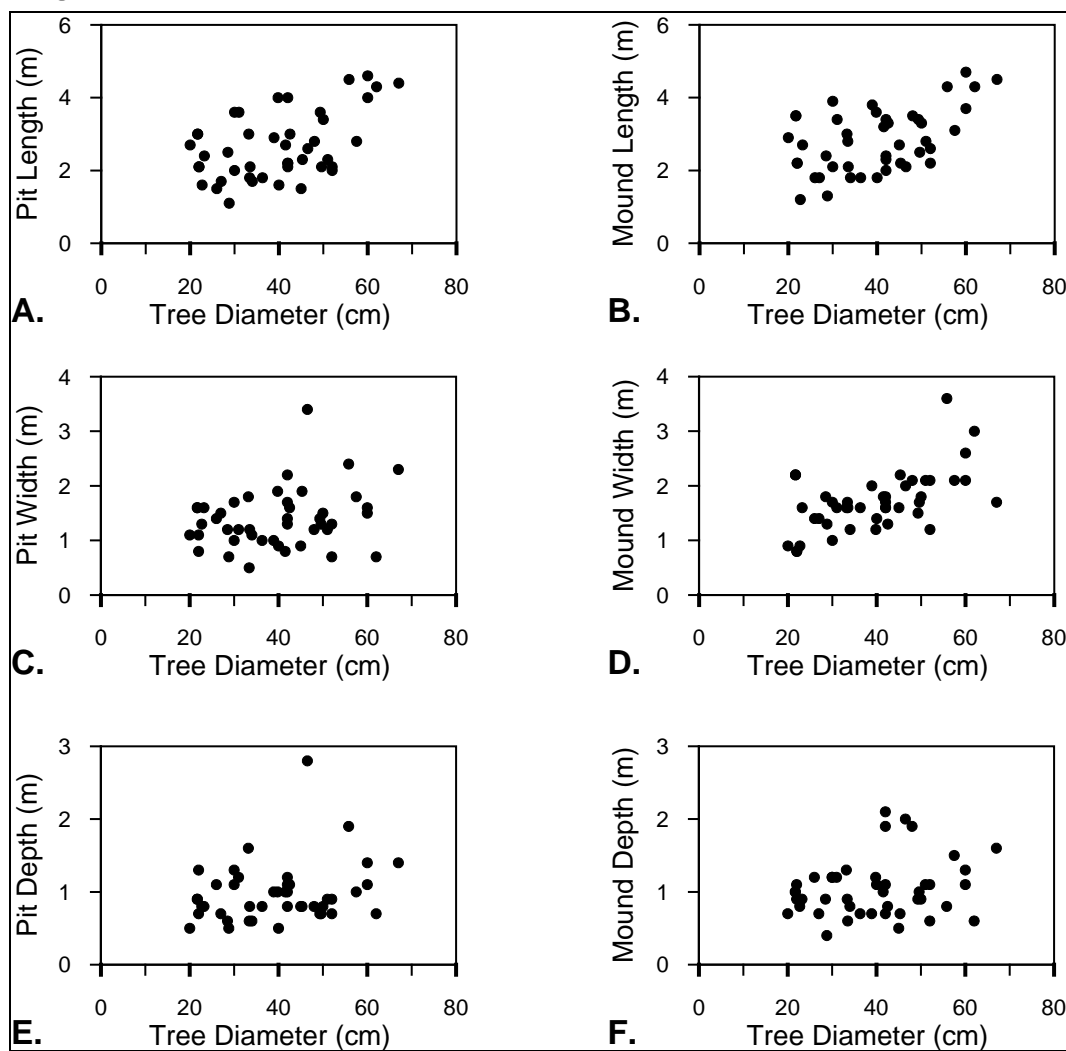 6
4
2
0
Pit Length (m)
0 20 40 60 80
Tree Diameter (cm)
A.
6
4
2
0
Mound Length (m)
0 20 40 60 80
Tree Diameter (cm)
B.
4
3
2
1
0
Pit Width (m)
0 20 40 60 80
Tree Diameter (cm)
C.
4
3
2
1
0
Mound Width (m)
0 20 40 60 80
Tree Diameter (cm)
D.
3
2
1
0
Pit Depth (m)
0 20 40 60 80
Tree Diameter (cm)
E.
3
2
1
0
Mound Depth (m)
0 20 40 60 80
Tree Diameter (cm)
F.